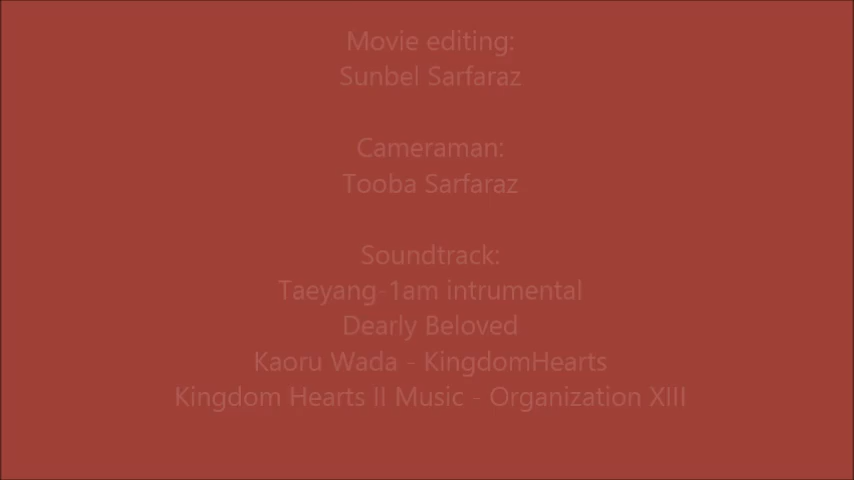 Movie editing:
Sunbel Sarfaraz
Cameraman:
Tooba Sarfaraz
Soundtrack:
Taeyang-1am intrumental
Dearly Beloved
Kaoru Wada - KingdomHearts
Kingdom Hearts II Music - Organization XIII